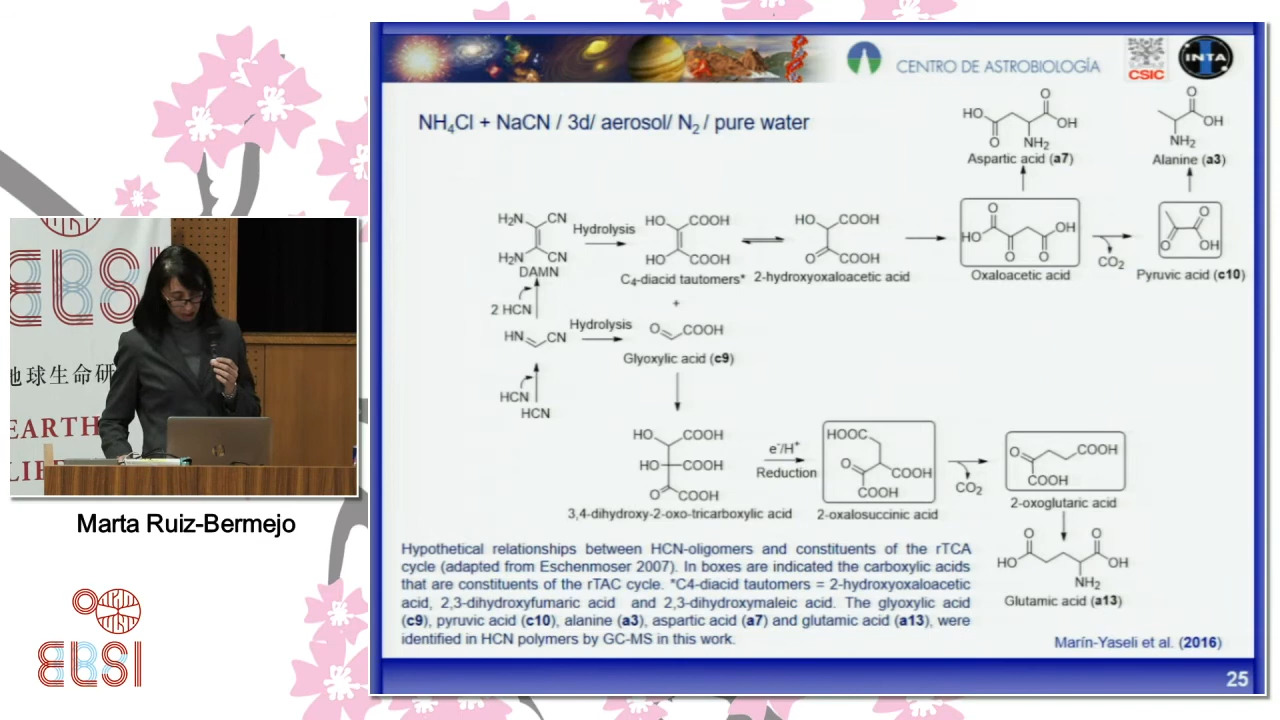 CENTRO DE ASTROBIOLOGÍA
CSIC
INTA
NH4Cl + NaCN / 3d/ aerosol/ N2 / pure water
HO
O
OH
O
NH2
Aspartic acid (a7)
O
OH
NH2
Alanine (a3)
H2N
CN
H2N
CN
DAMN
Hydrolysis
HO
COOH
HO
COOH
C4-diacid tautomers*
HO
COOH
O
COOH
2-hydroxyoxaloacetic acid
O
HO
OH
O
O
Oxaloacetic acid
CO2
O
O
OH
Pyruvic acid (c10)
2 HCN
+
HN
CN
Hydrolysis
O
COOH
Glyoxylic acid (c9)
HCN
HCN
HO
COOH
HO
COOH
O
COOH
3,4-dihydroxy-2-oxo-tricarboxylic acid
e-/H+
Reduction
HOOC
O
COOH
COOH
2-oxalosuccinic acid
CO2
O
COOH
COOH
2-oxoglutaric acid
O
O
HO
OH
NH2
Glutamic acid (a13)
Hypothetical relationships between HCN-oligomers and constituents of the rTCA
cycle (adapted from Eschenmoser 2007). In boxes are indicated the carboxylic acids
that are constituents of the rTAC cycle. *C4-diacid tautomers = 2-hydroxyoxaloacetic
acid, 2,3-dihydroxyfumaric acid and 2,3-dihydroxymaleic acid. The glyoxylic acid
(c9), pyruvic acid (c10), alanine (a3), aspartic acid (a7) and glutamic acid (a13), were
identified in HCN polymers by GC-MS in this work.
Marín-Yaseli et al. (2016)
25
ELSI
地球生命研
EARTH
LIF
Marta Ruiz-Bermejo
ELSI